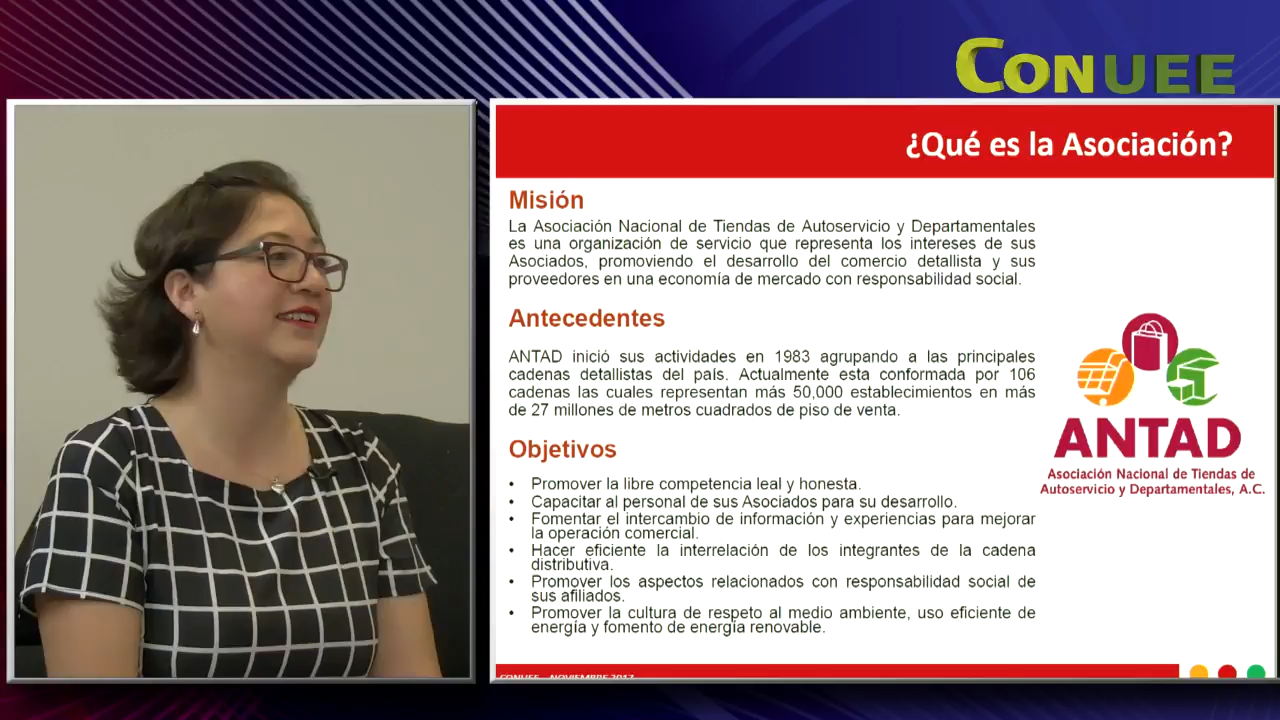 CONUEE
¿Qué es la Asociación?
Misión
La Asociación Nacional de Tiendas de Autoservicio y Departamentales
es una organización de servicio que representa los intereses de sus
Asociados, promoviendo el desarrollo del comercio detallista y sus
proveedores en una economía de mercado con responsabilidad social.
Antecedentes
ANTAD inició sus actividades en 1983 agrupando a las principales
cadenas detallistas del país. Actualmente esta conformada por 106
cadenas las cuales representan más 50,000 establecimientos en más
de 27 millones de metros cuadrados de piso de venta.
Objetivos
• Promover la libre competencia leal y honesta.
• Capacitar al personal de sus Asociados para su desarrollo.
• Fomentar el intercambio de información y experiencias para mejorar
la operación comercial.
• Hacer eficiente la interrelación de los integrantes de la cadena
distributiva.
• Promover los aspectos relacionados con responsabilidad social de
sus afiliados.
• Promover la cultura de respeto al medio ambiente, uso eficiente de
energía y fomento de energía renovable.
ANTAD
Asociación Nacional de Tiendas de
Autoservicio y Departamentales, A.C.
CONUEE - NOVIEMBRE 2017